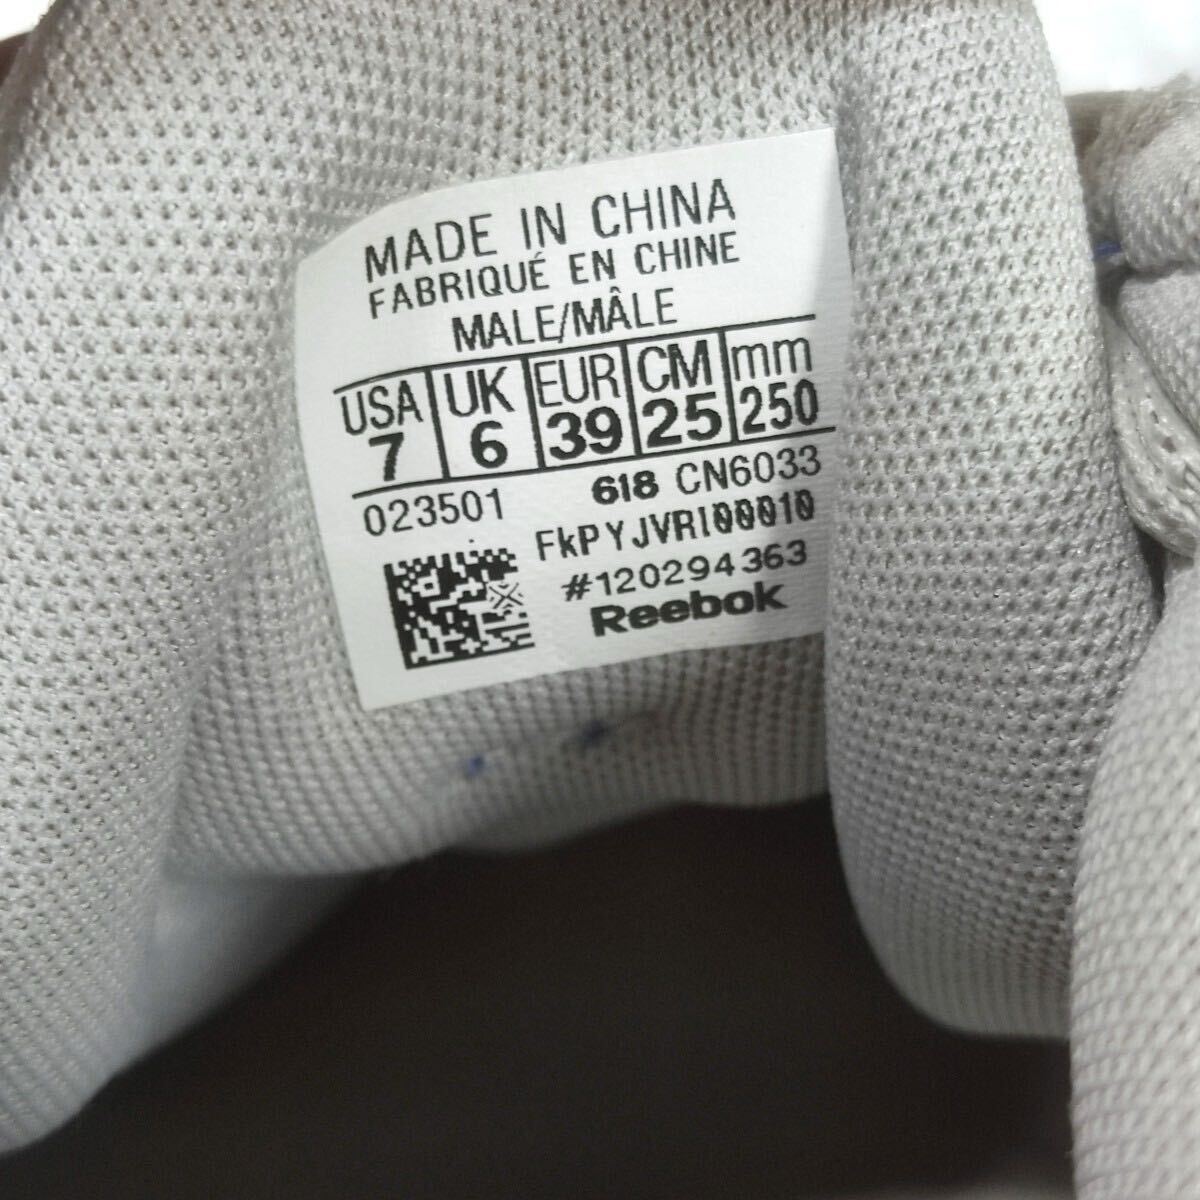 MADE IN CHINA
FABRIQUÉ EN CHINE
MALE/MÂLE
USA UK EUR CM mm
7 6 39 25 250
023501 618 CN6033
FkPYJVRI00010
#120294363
Reebok